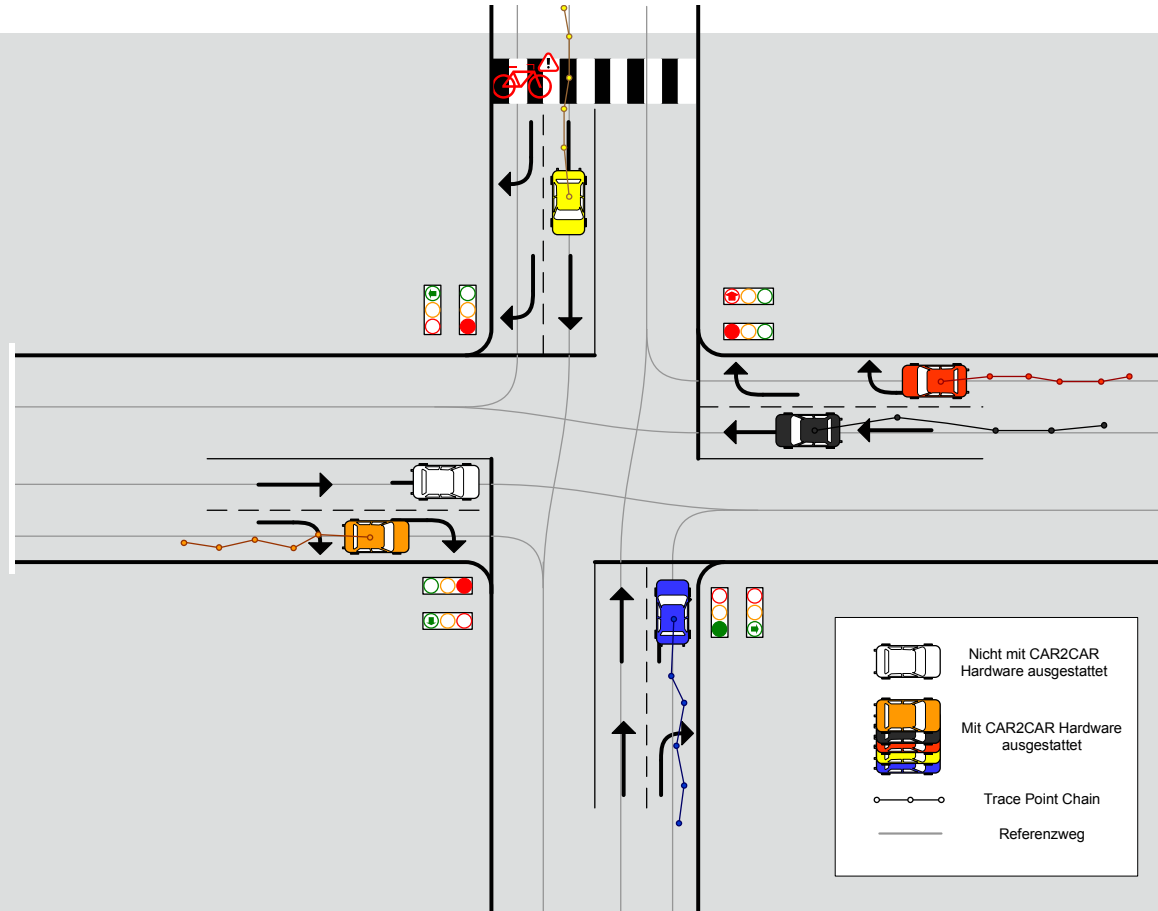 !
Nicht mit CAR2CAR
Hardware ausgestattet
Mit CAR2CAR Hardware
ausgestattet
Trace Point Chain
Referenzweg